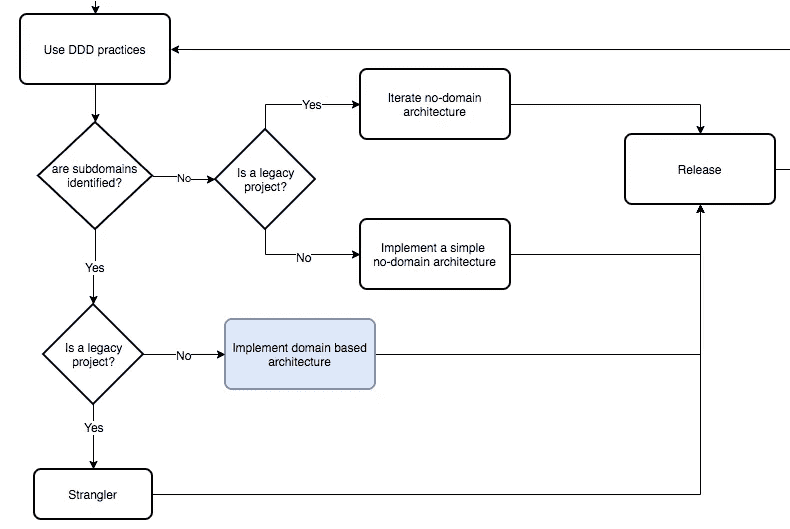 Use DDD practices
Iterate no-domain
architecture
Yes
are subdomains
identified?
No
Is a legacy
project?
Release
No
Implement a simple
no-domain architecture
Yes
Is a legacy
project?
No
Implement domain based
architecture
Yes
Strangler